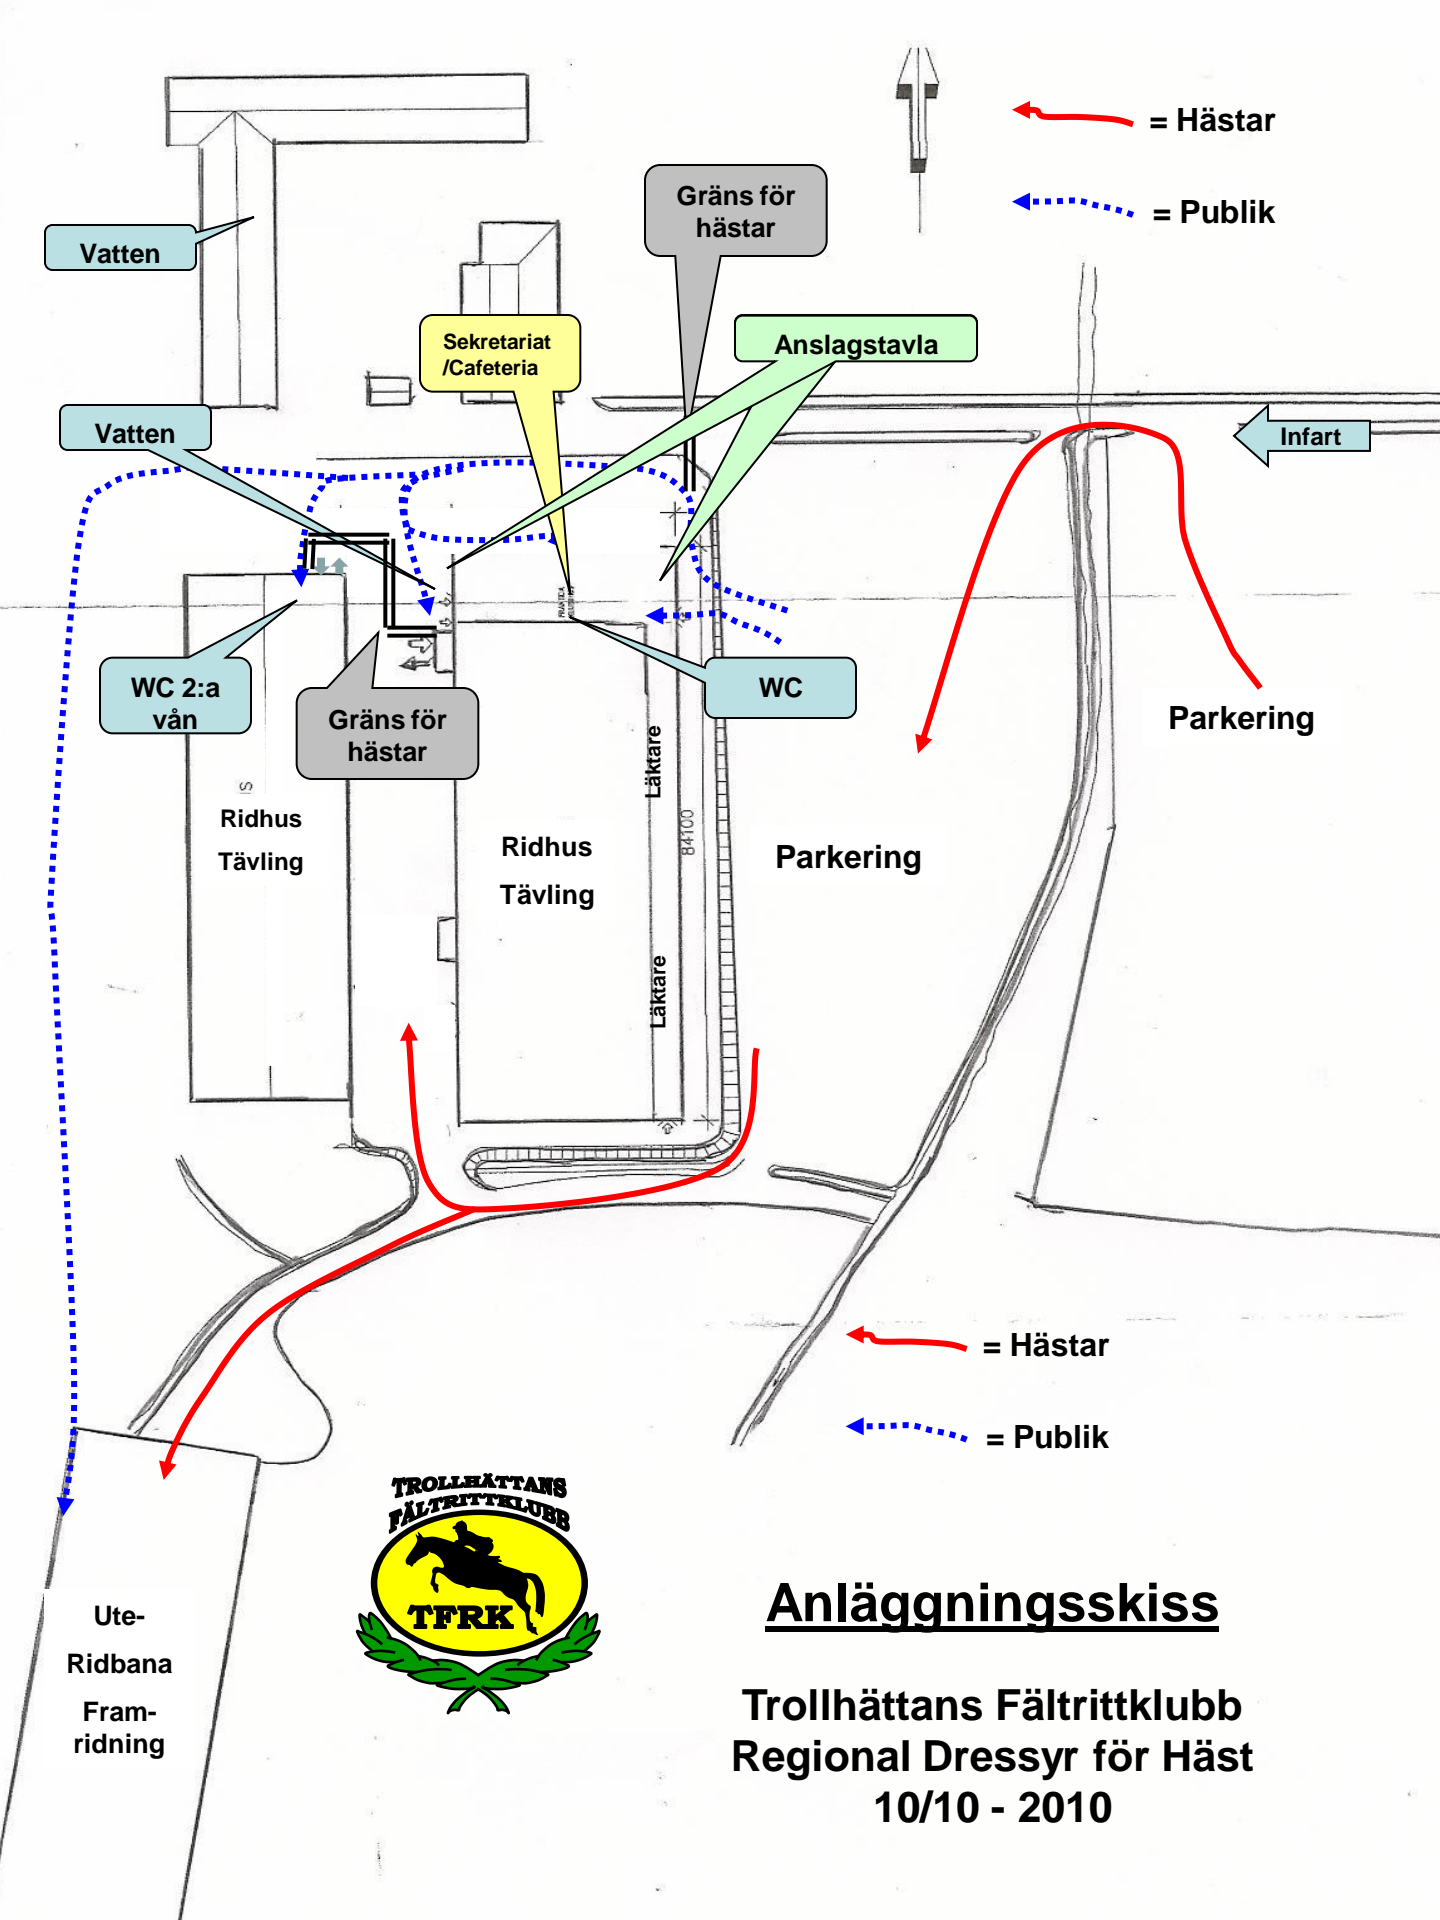 = Hästar
= Publik
Gräns för
hästar
Vatten
Sekretariat
/Cafeteria
Anslagstavla
Vatten
Infart
WC 2:a
vån
Gräns för
hästar
WC
Parkering
Läktare
84100
Ridhus
Tävling
Ridhus
Tävling
Parkering
Läktare
= Hästar
= Publik
TROLLHÄTTANS
FÄLTRITTKLUBB
TFRK
Ute-
Ridbana
Fram-
ridning
Anläggningsskiss
Trollhättans Fältrittklubb
Regional Dressyr för Häst
10/10 - 2010